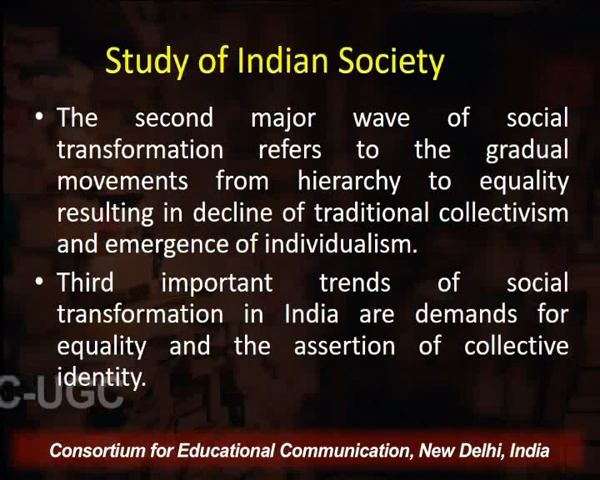 Study of Indian Society
• The second major wave of social
transformation refers to the gradual
movements from hierarchy to equality
resulting in decline of traditional collectivism
and emergence of individualism.
• Third important trends of social
transformation in India are demands for
equality and the assertion of collective
identity.
C-UGC
Consortium for Educational Communication, New Delhi, India